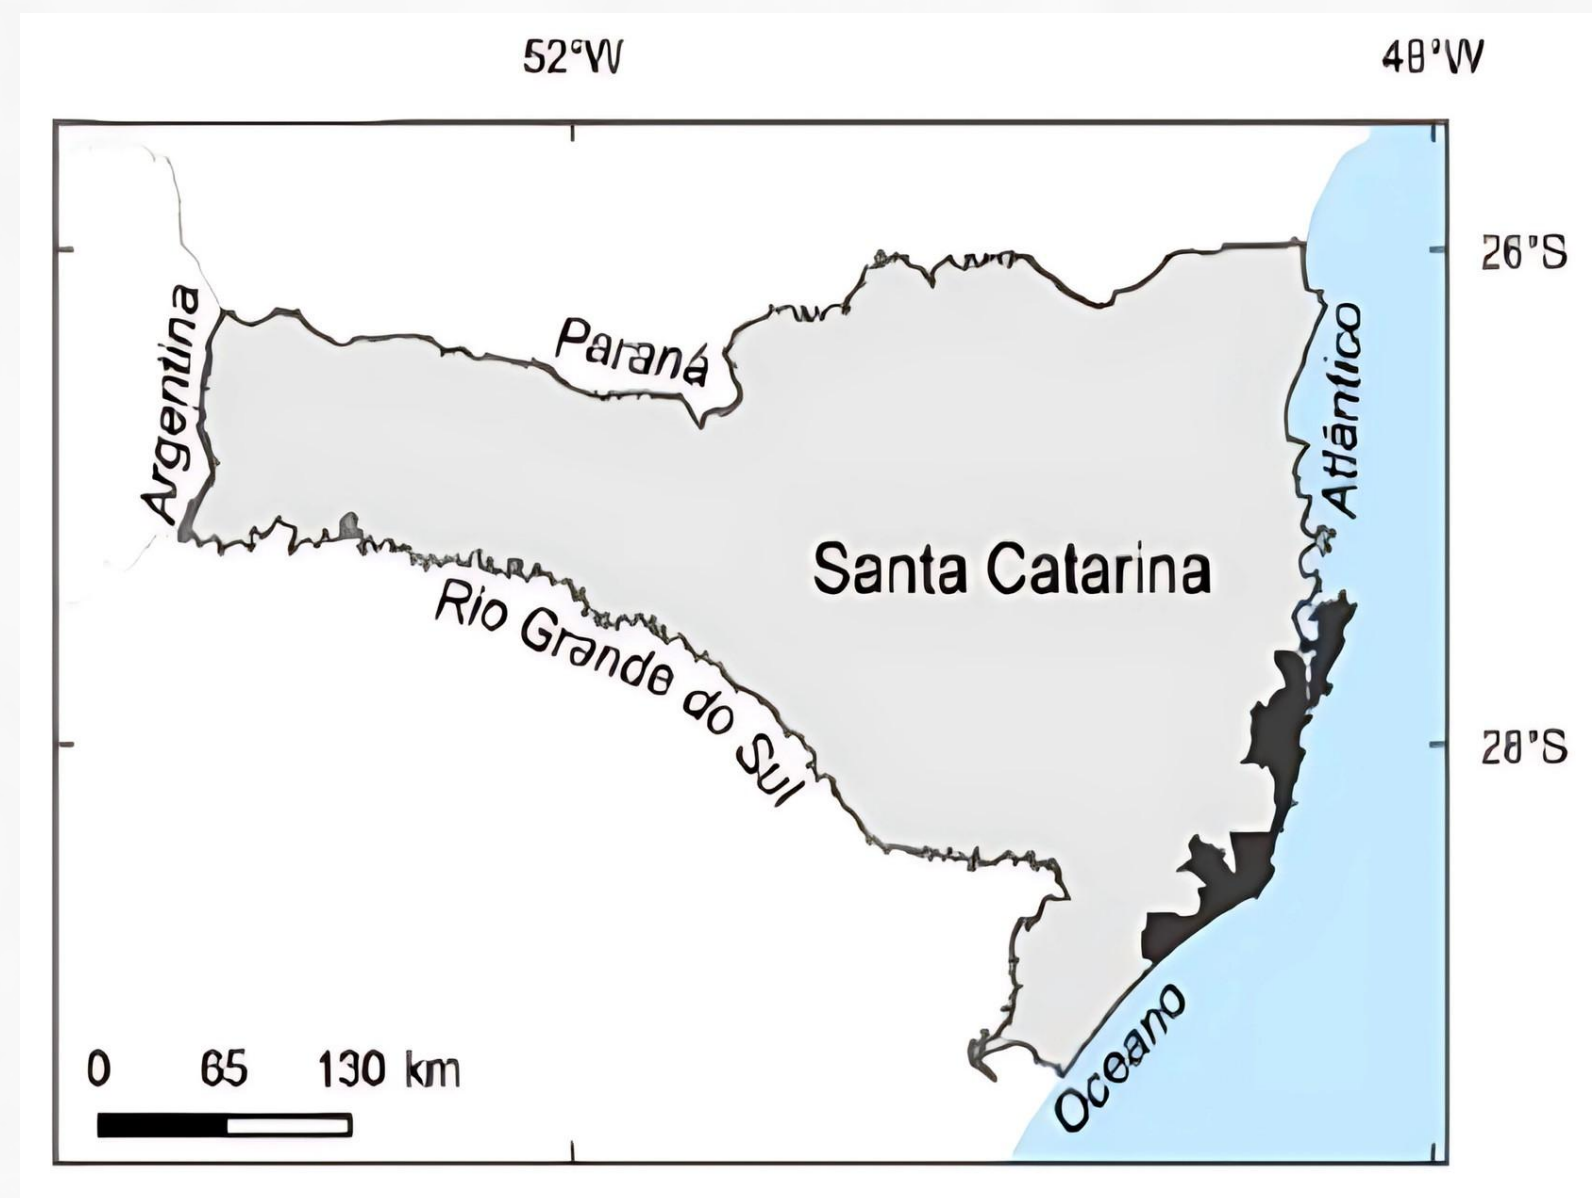 52°W 48°W
26°S
Argentina
Paraná
Atlântico
Santa Catarina
Rio Grande do Sul
28°S
Oceano
0 65 130 km